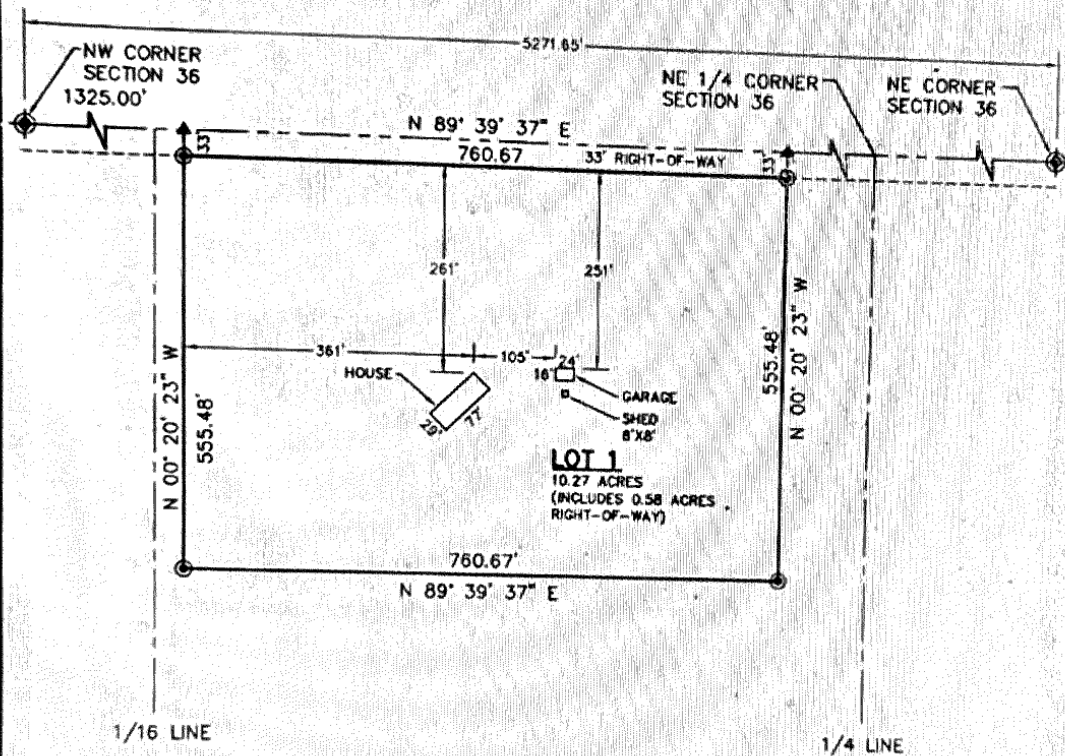 5271.65'
NW CORNER
SECTION 36
1325.00'
NE 1/4 CORNER
SECTION 36
NE CORNER
SECTION 36
N 89° 39' 37" E
33'
760.67
33' RIGHT-OF-WAY
33'
261'
251'
N 00° 20' 23" W
555.48'
555.48'
N 00° 20' 23" W
361'
105'
24'
16'
HOUSE
GARAGE
29'
77'
SHED
8'X8'
LOT 1
10.27 ACRES
(INCLUDES 0.58 ACRES
RIGHT-OF-WAY)
760.67'
N 89° 39' 37" E
1/16 LINE
1/4 LINE